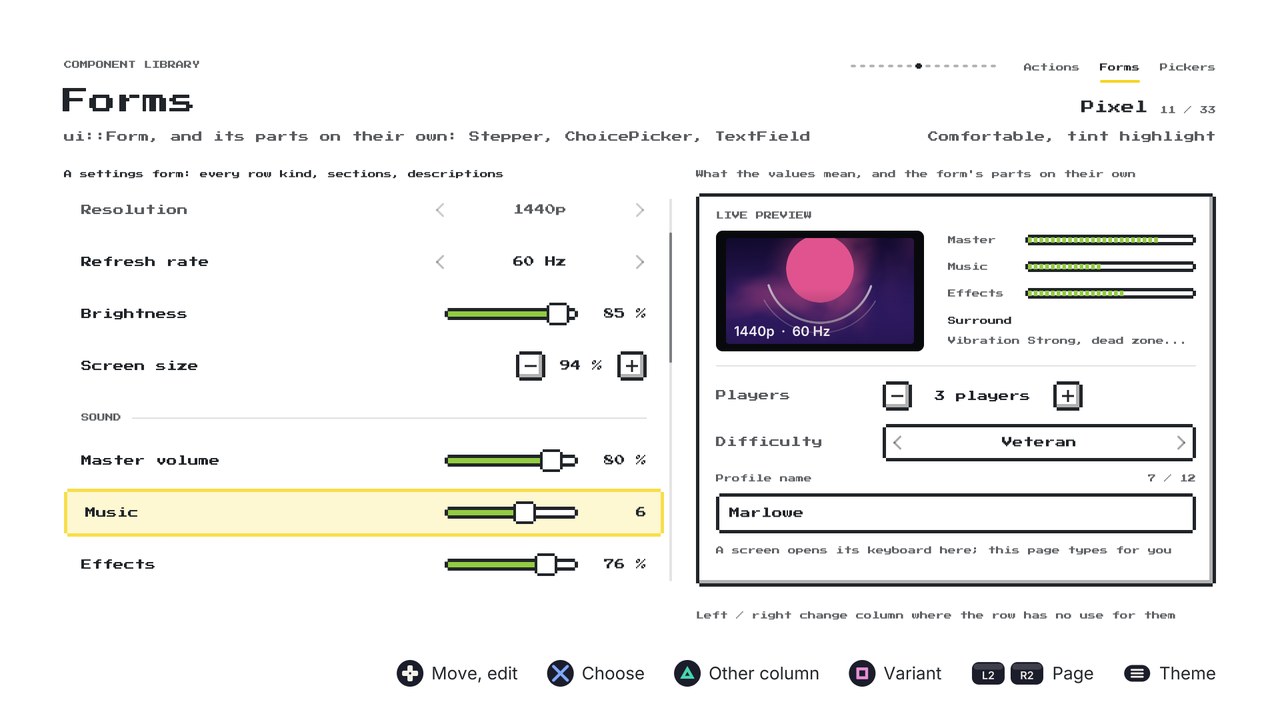 COMPONENT LIBRARY
Forms
ui::Form, and its parts on their own: Stepper, ChoicePicker, TextField
Actions Forms Pickers
Pixel 11 / 33
Comfortable, tint highlight
A settings form: every row kind, sections, descriptions
Resolution 1440p
Refresh rate 60 Hz
Brightness 85 %
Screen size 94 %
SOUND
Master volume 80 %
Music 6
Effects 76 %
What the values mean, and the form's parts on their own
LIVE PREVIEW
1440p · 60 Hz
Master
Music
Effects
Surround
Vibration Strong, dead zone...
Players 3 players
Difficulty Veteran
Profile name 7 / 12
Marlowe
A screen opens its keyboard here; this page types for you
Left / right change column where the row has no use for them
Move, edit Choose Other column Variant L2 R2 Page Theme